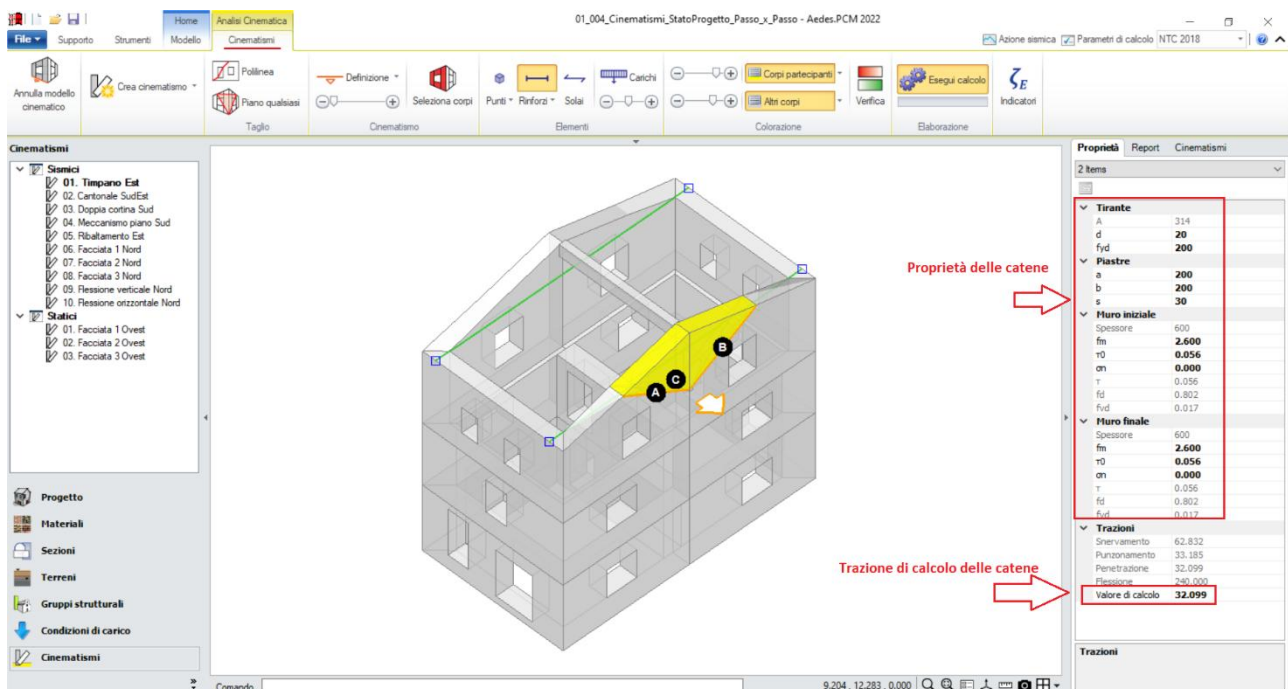 01_004_Cinematismi_StatoProgetto_Passo_x_Passo - Aedes.PCM 2022
Home
Analisi Cinematica
File
Supporto
Strumenti
Modello
Cinematismi
Azione sismica
Parametri di calcolo
NTC 2018
Annulla modello cinematico
Crea cinematismo
Polilinea
Piano qualsiasi
Taglio
Definizione
Seleziona corpi
Cinematismo
Punti
Rinforzi
Solai
Carichi
Elementi
Corpi partecipanti
Altri corpi
Verifica
Colorazione
Esegui calcolo
Elaborazione
ζE
Indicatori
Cinematismi
Sismici
01. Timpano Est
02. Cantonale SudEst
03. Doppia cortina Sud
04. Meccanismo piano Sud
05. Ribaltamento Est
06. Facciata 1 Nord
07. Facciata 2 Nord
08. Facciata 3 Nord
09. Flessione verticale Nord
10. Flessione orizzontale Nord
Statici
01. Facciata 1 Ovest
02. Facciata 2 Ovest
03. Facciata 3 Ovest
Progetto
Materiali
Sezioni
Terreni
Gruppi strutturali
Condizioni di carico
Cinematismi
A
C
B
Proprietà delle catene
Trazione di calcolo delle catene
Comando
9.204 , 12.283 , 0.000
Proprietà
Report
Cinematismi
2 Items
Tirante
A 314
d 20
fyd 200
Piastre
a 200
b 200
s 30
Muro iniziale
Spessore 600
fm 2.600
τ0 0.056
σn 0.000
τ 0.056
fd 0.802
fvd 0.017
Muro finale
Spessore 600
fm 2.600
τ0 0.056
σn 0.000
τ 0.056
fd 0.802
fvd 0.017
Trazioni
Snervamento 62.832
Punzonamento 33.185
Penetrazione 32.099
Flessione 240.000
Valore di calcolo 32.099
Trazioni